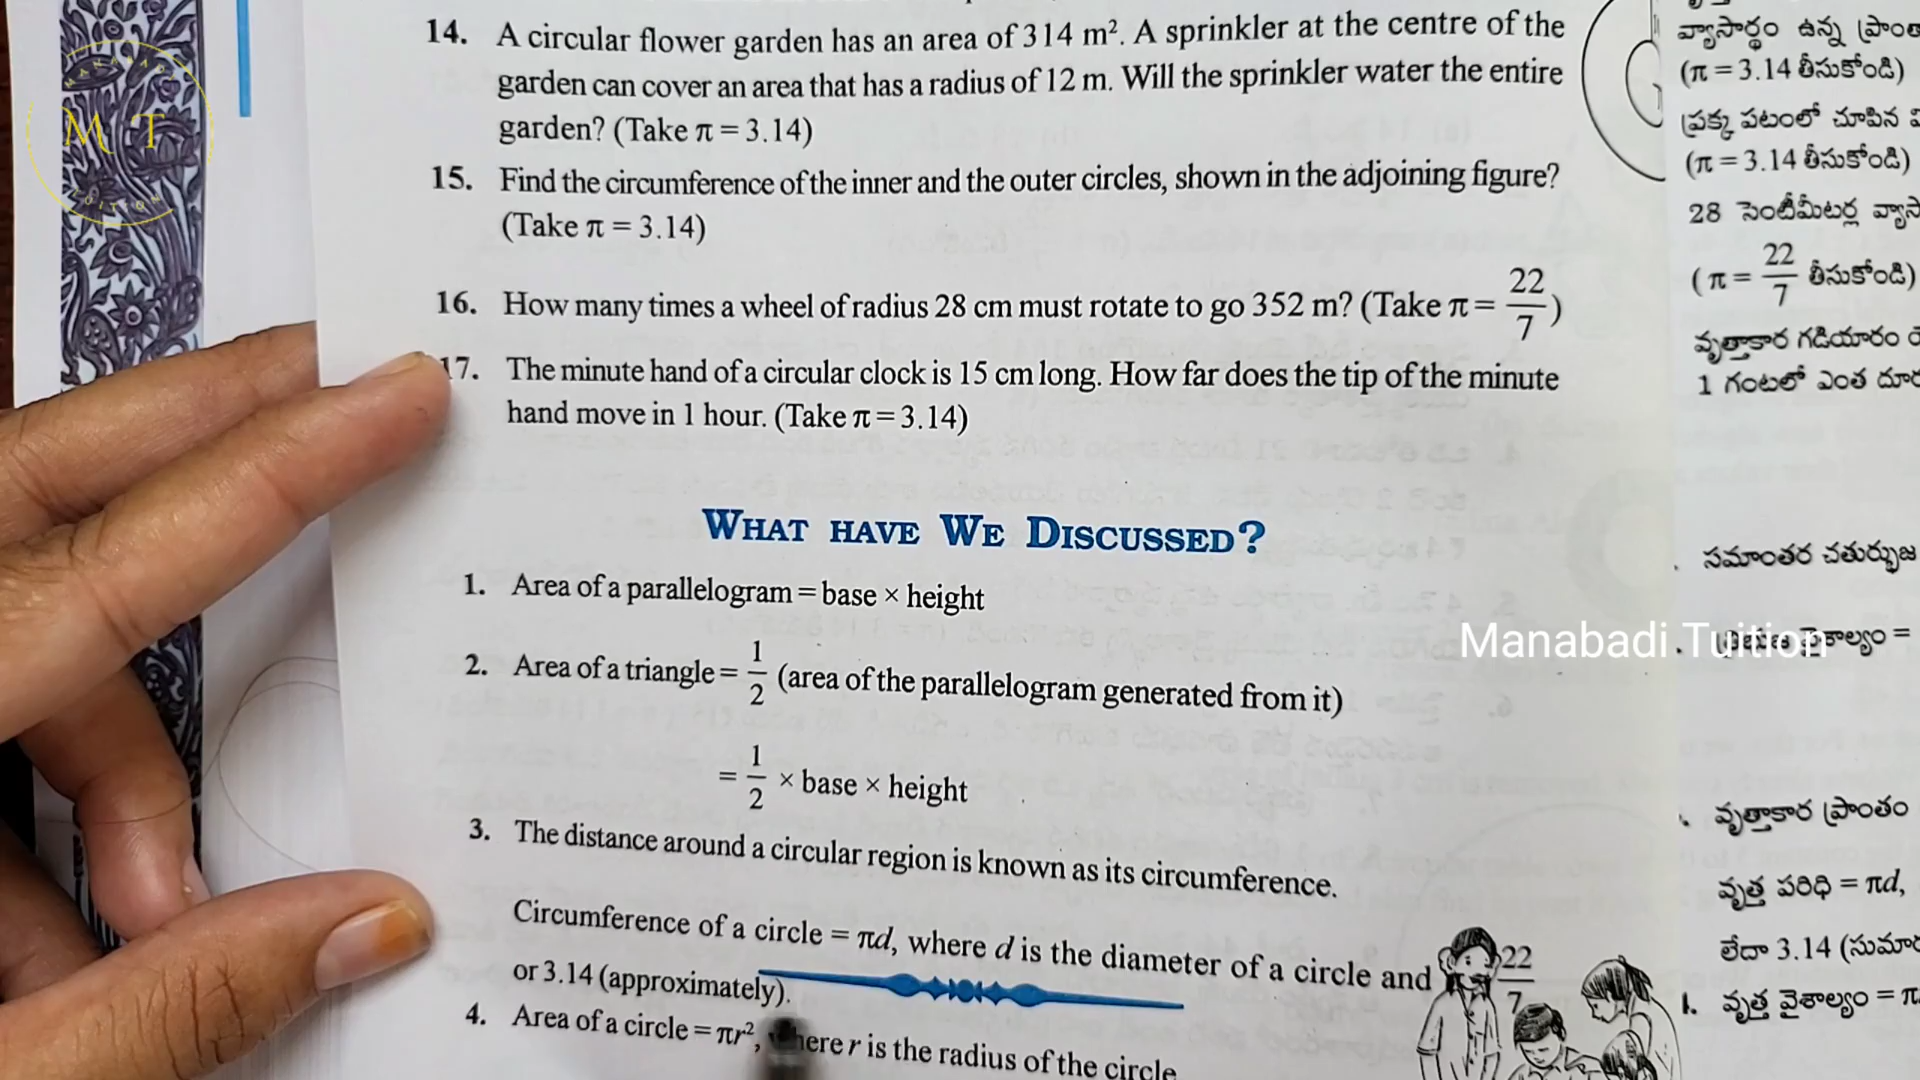 14. A circular flower garden has an area of 314 m². A sprinkler at the centre of the
garden can cover an area that has a radius of 12 m. Will the sprinkler water the entire
garden? (Take π = 3.14)
15. Find the circumference of the inner and the outer circles, shown in the adjoining figure?
(Take π = 3.14)
16. How many times a wheel of radius 28 cm must rotate to go 352 m? (Take π = 22/7)
17. The minute hand of a circular clock is 15 cm long. How far does the tip of the minute
hand move in 1 hour. (Take π = 3.14)
WHAT HAVE WE DISCUSSED?
1. Area of a parallelogram = base × height
2. Area of a triangle = 1/2 (area of the parallelogram generated from it)
= 1/2 × base × height
3. The distance around a circular region is known as its circumference.
Circumference of a circle = πd, where d is the diameter of a circle and 22/7
or 3.14 (approximately).
4. Area of a circle = πr², where r is the radius of the circle
వ్యాసార్థం ఉన్న
(π = 3.14 తీసుకోండి)
ప్రక్క పటంలో చూపిన
(π = 3.14 తీసుకోండి)
28 సెంటీమీటర్ల
(π = 22/7 తీసుకోండి)
వృత్తాకార గడియారం
1 గంటలో ఎంత
సమాంతర చతుర్భుజ
వైశాల్యం =
వృత్తాకార ప్రాంతం
వృత్త పరిధి = πd,
లేదా 3.14
వృత్త వైశాల్యం = π
Manabadi Tuition
M T